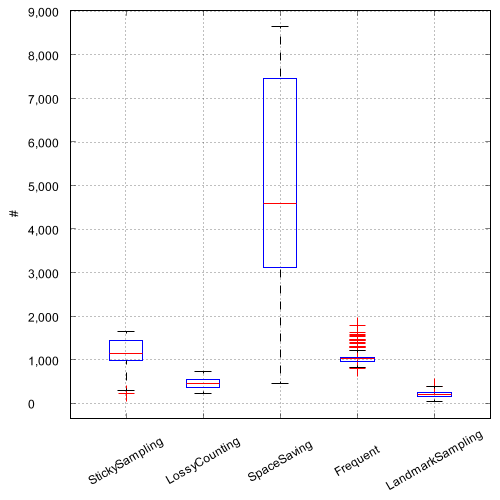 9,000
8,000
7,000
6,000
5,000
4,000
3,000
2,000
1,000
0
#
StickySampling
LossyCounting
SpaceSaving
Frequent
LandmarkSampling